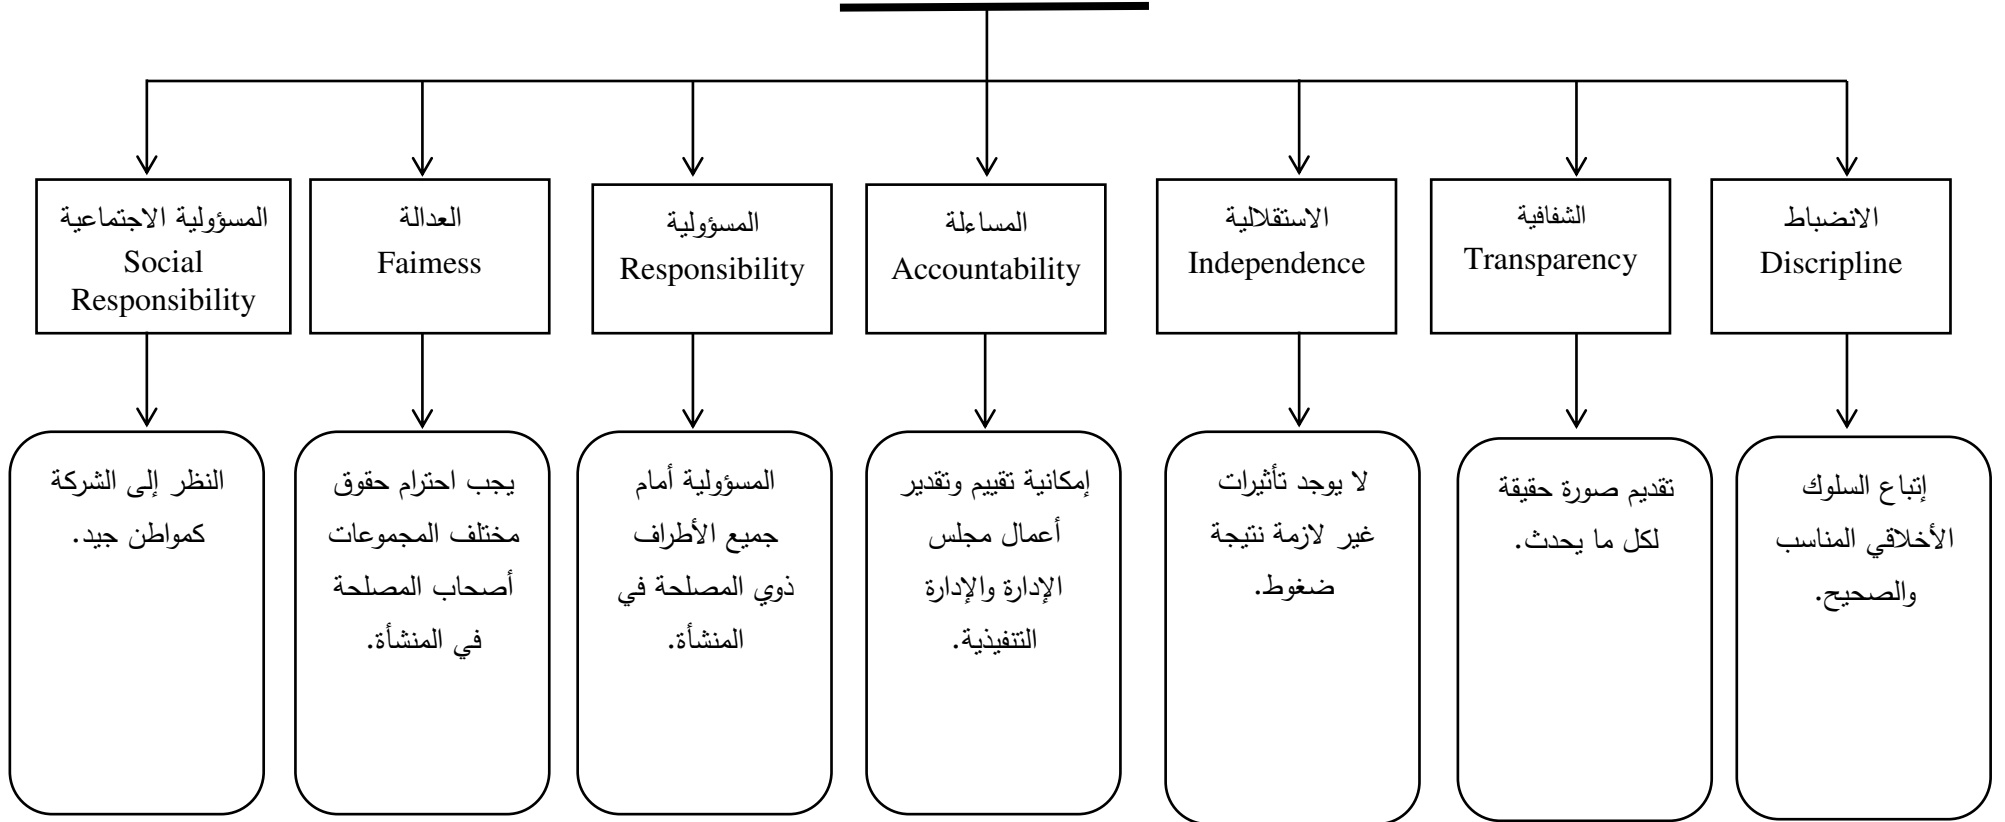 الانضباط
Discripline
الشفافية
Transparency
الاستقلالية
Independence
المساءلة
Accountability
المسؤولية
Responsibility
العدالة
Faimess
المسؤولية الاجتماعية
Social
Responsibility
إتباع السلوك
الأخلاقي المناسب
والصحيح.
تقديم صورة حقيقة
لكل ما يحدث.
لا يوجد تأثيرات
غير لازمة نتيجة
ضغوط.
إمكانية تقييم وتقدير
أعمال مجلس
الإدارة والإدارة
التنفيذية.
المسؤولية أمام
جميع الأطراف
ذوي المصلحة في
المنشأة.
يجب احترام حقوق
مختلف المجموعات
أصحاب المصلحة
في المنشأة.
النظر إلى الشركة
كمواطن جيد.